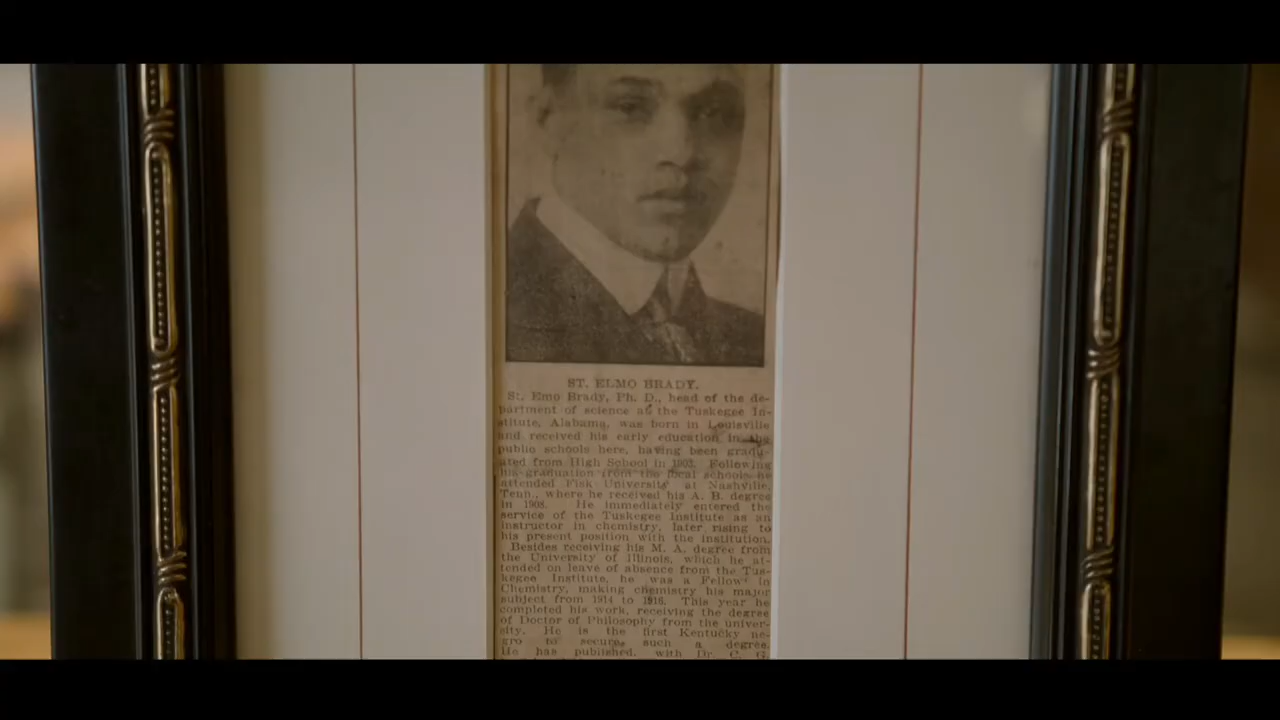 ST. ELMO BRADY.
St. Emo Brady, Ph. D., head of the de-
partment of science at the Tuskegee In-
stitute, Alabama, was born in Louisville
and received his early education in the
public schools here, having been gradu-
ated from High School in 1903. Following
his graduation from the local schools he
attended Fisk University at Nashville,
Tenn., where he received his A. B. degree
in 1908. He immediately entered the
service of the Tuskegee Institute as an
instructor in chemistry, later rising to
his present position with the institution.
Besides receiving his M. A. degree from
the University of Illinois, which he at-
tended on leave of absence from the Tus-
kegee Institute, he was a Fellow in
Chemistry, making chemistry his major
subject from 1914 to 1916. This year he
completed his work, receiving the degree
of Doctor of Philosophy from the univer-
sity. He is the first Kentucky ne-
gro to secure such a degree.
He has published, with Dr. C. G.